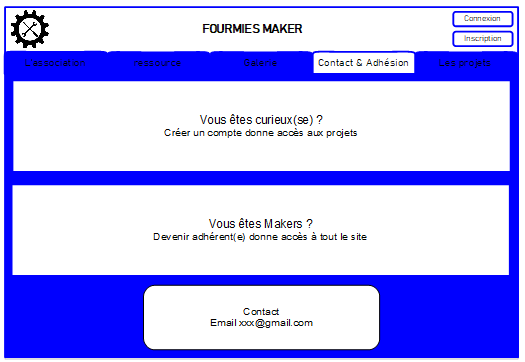 FOURMIES MAKER
Connexion
Inscription
L'association
ressource
Galerie
Contact & Adhésion
Les projets
Vous êtes curieux(se) ?
Créer un compte donne accès aux projets
Vous êtes Makers ?
Devenir adhérent(e) donne accès à tout le site
Contact
Email xxx@gmail.com